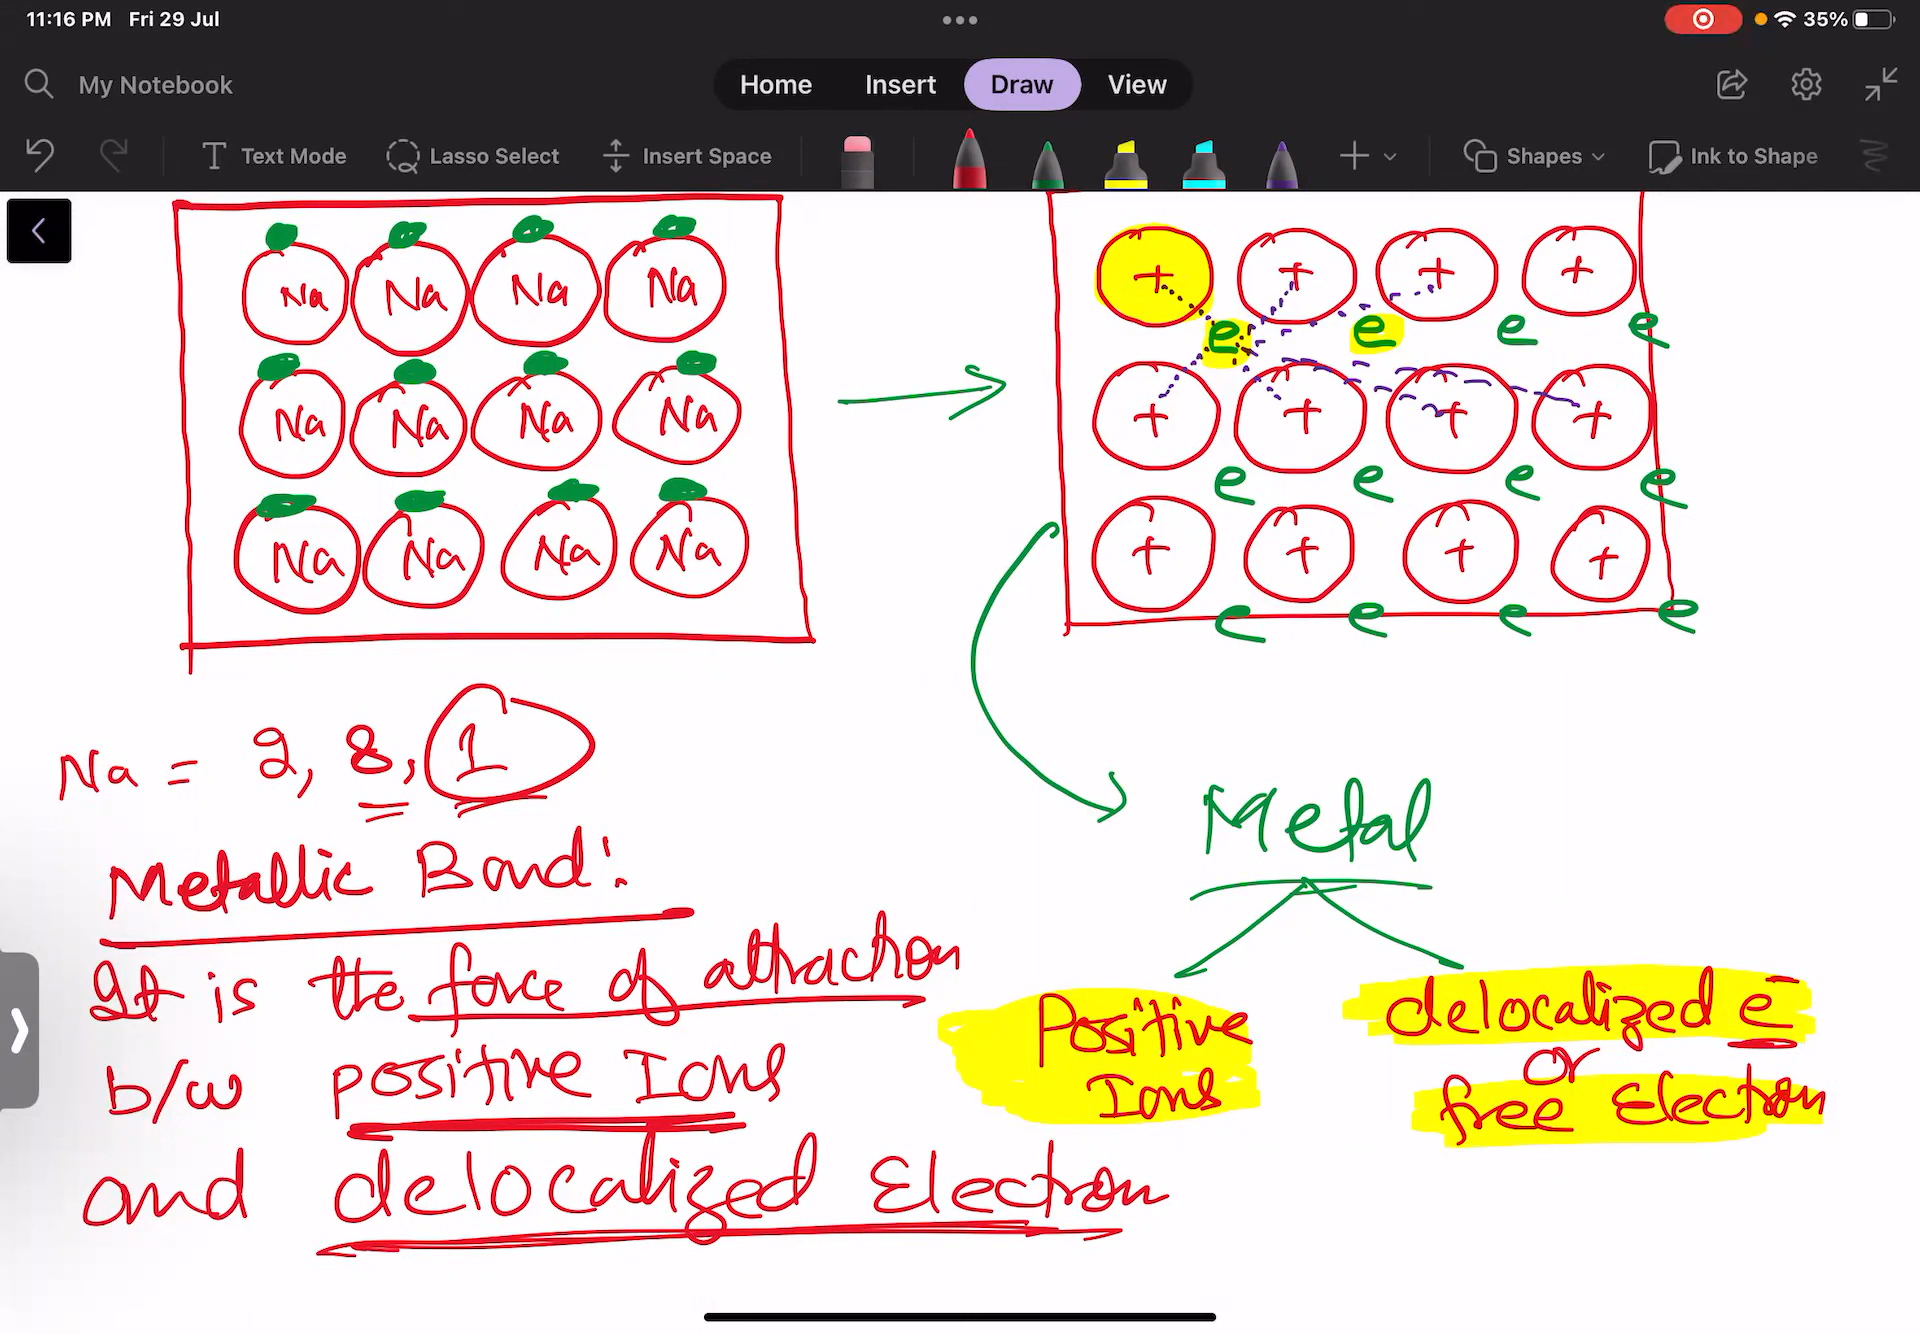 11:16 PM Fri 29 Jul
35%
My Notebook
Home Insert Draw View
Text Mode Lasso Select Insert Space Shapes Ink to Shape
Na Na Na Na
Na Na Na Na
Na Na Na Na
+ + + +
e e e e
+ + + +
e e e e
+ + + +
e e e e
Na = 2, 8, 1
Metallic Bond:
It is the force of attraction
b/w positive Ions
and delocalized Electron
Metal
Positive
Ions
delocalized e̅
or
free Electron